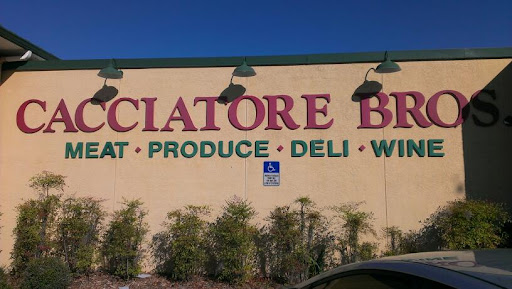 CACCIATORE BROS.
MEAT · PRODUCE · DELI · WINE